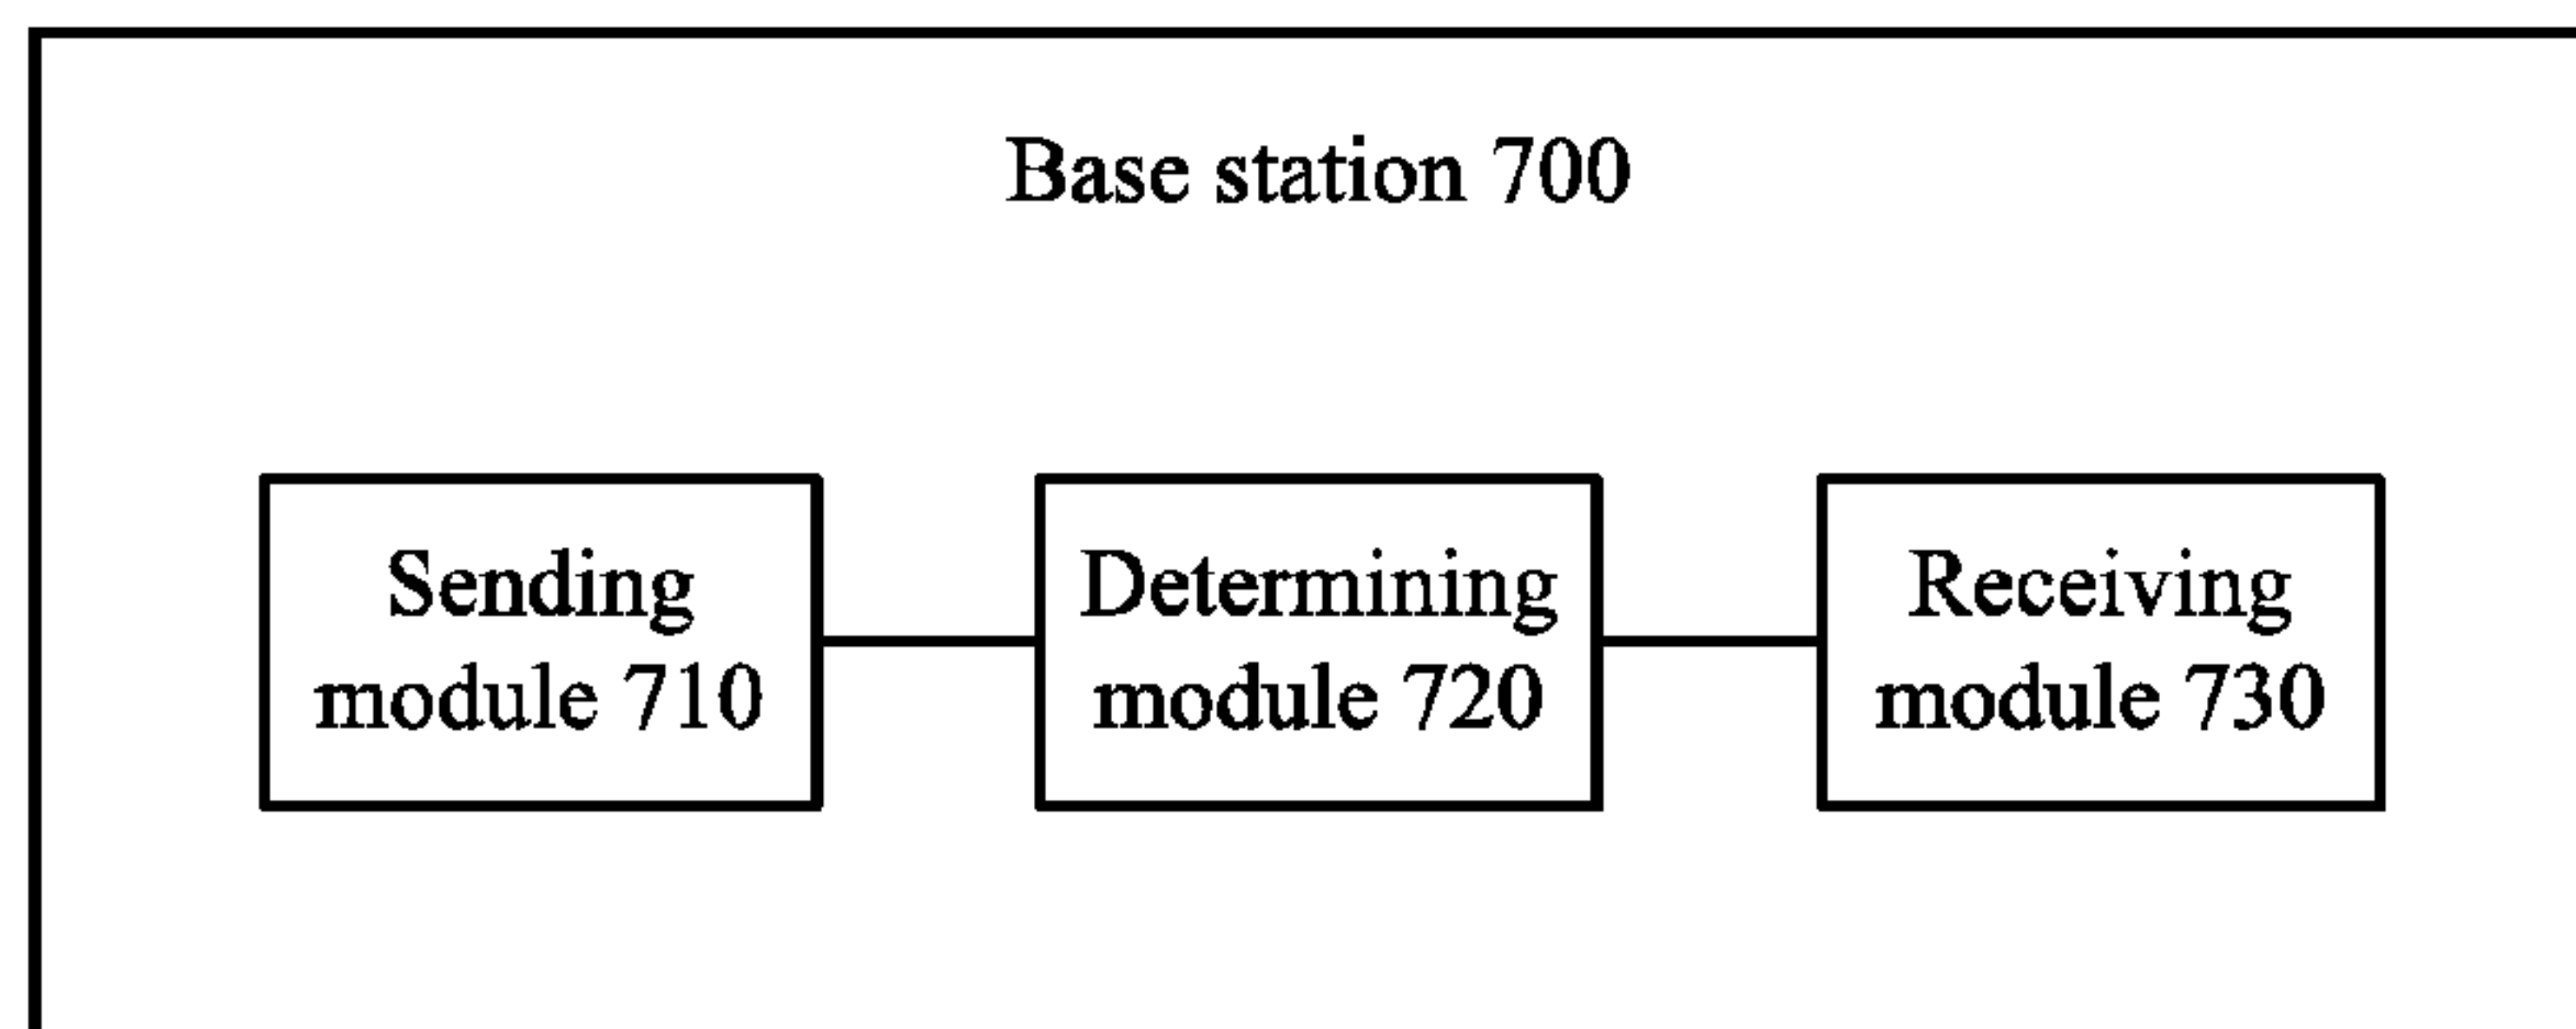 Base station 700
Sending
module 710
Determining
module 720
Receiving
module 730